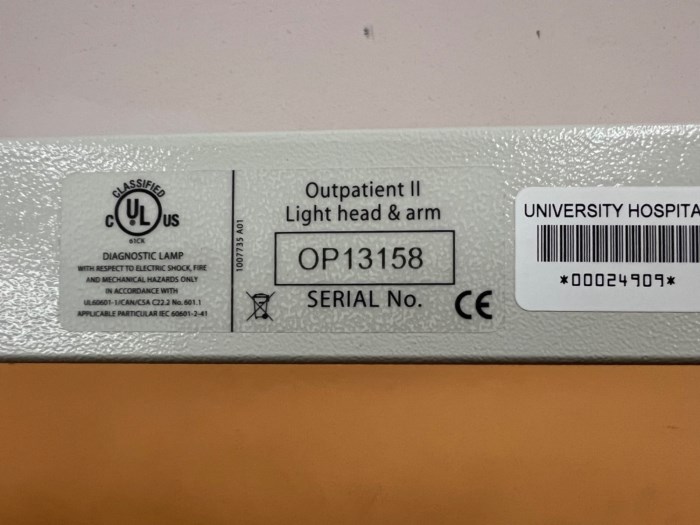 CLASSIFIED
C UL US
61CX
DIAGNOSTIC LAMP
WITH RESPECT TO ELECTRIC SHOCK, FIRE
AND MECHANICAL HAZARDS ONLY
IN ACCORDANCE WITH
UL60601-1/CAN/CSA C22.2 No. 601.1
APPLICABLE PARTICULAR IEC 60601-2-41
1007735 A01
Outpatient II
Light head & arm
OP13158
SERIAL No.
CE
UNIVERSITY HOSPITA
*00024909*